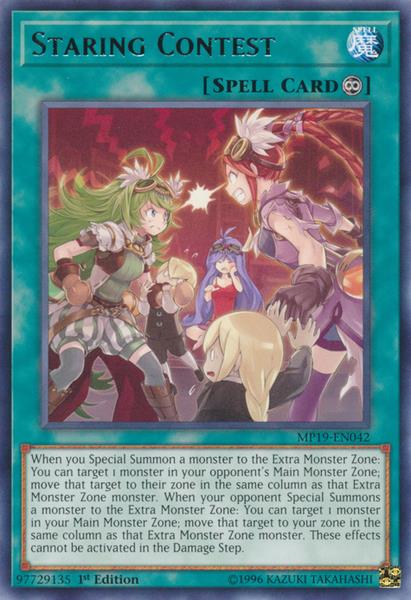 STARING CONTEST
SPELL
魔
[SPELL CARD]
MP19-EN042
When you Special Summon a monster to the Extra Monster Zone:
You can target 1 monster in your opponent's Main Monster Zone;
move that target to their zone in the same column as that Extra
Monster Zone monster. When your opponent Special Summons
a monster to the Extra Monster Zone: You can target 1 monster
in your Main Monster Zone; move that target to your zone in
the same column as that Extra Monster Zone monster. These effects
cannot be activated in the Damage Step.
97729135 1st Edition ©1996 KAZUKI TAKAHASHI